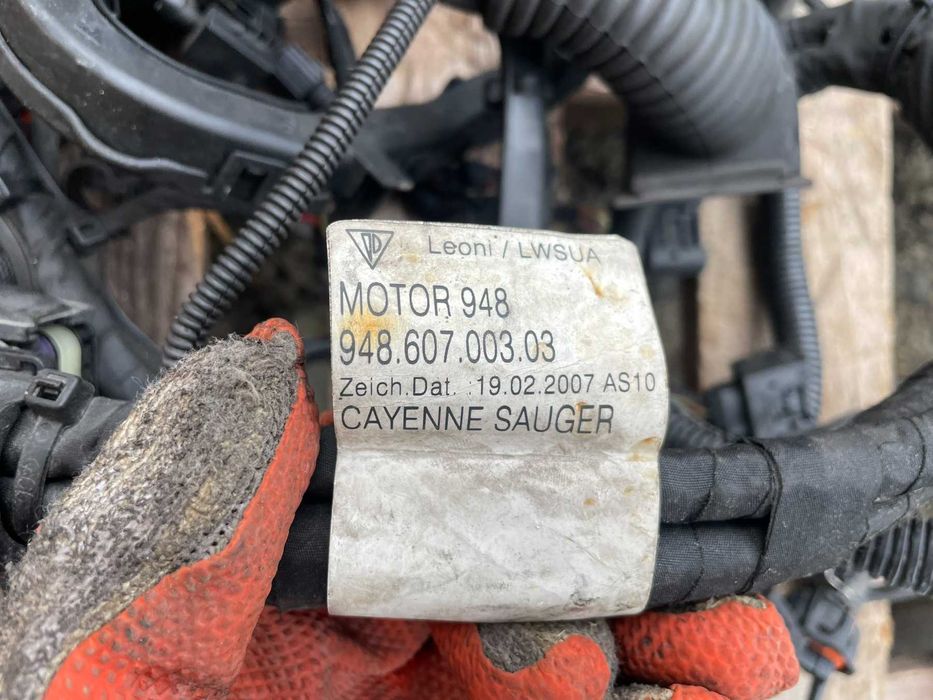 Leoni / LWSUA
MOTOR 948
948.607.003.03
Zeich.Dat. :19.02.2007 AS10
CAYENNE SAUGER